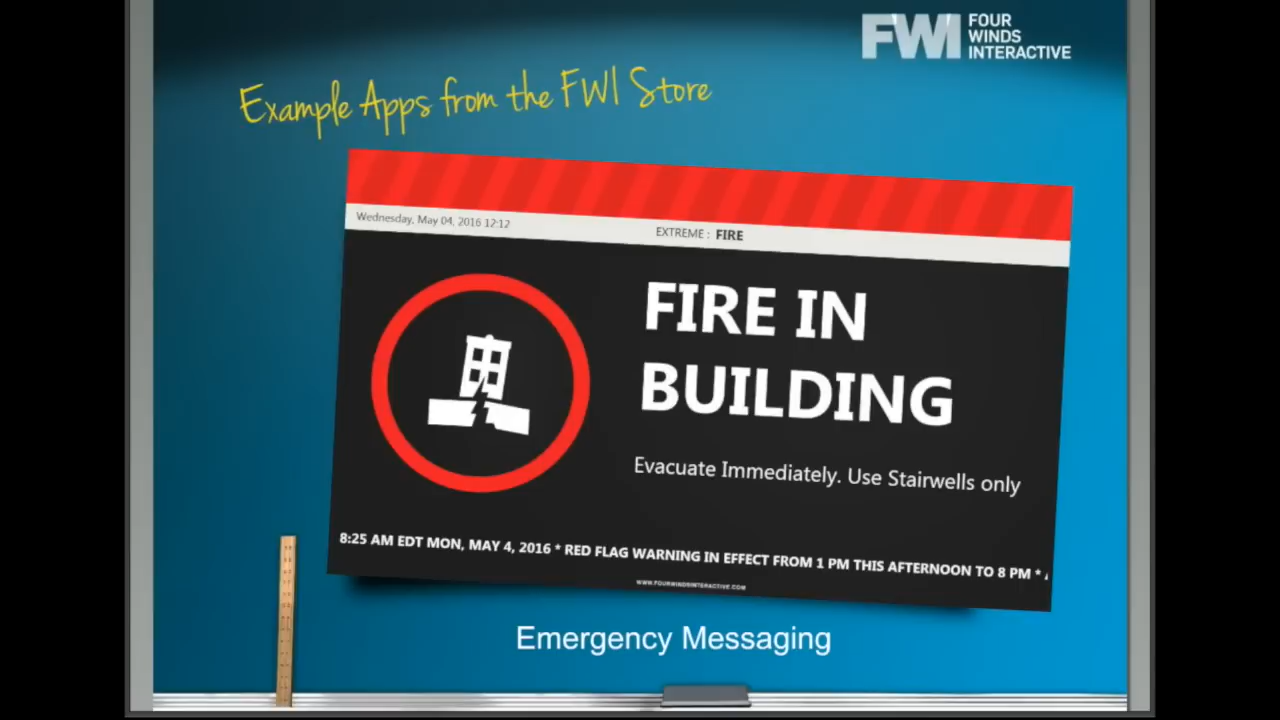 FWI FOUR
WINDS
INTERACTIVE
Example Apps from the FWI Store
Wednesday, May 04, 2016 12:12
EXTREME : FIRE
FIRE IN
BUILDING
Evacuate Immediately. Use Stairwells only
8:25 AM EDT MON, MAY 4, 2016 * RED FLAG WARNING IN EFFECT FROM 1 PM THIS AFTERNOON TO 8 PM *
WWW.FOURWINDSINTERACTIVE.COM
Emergency Messaging